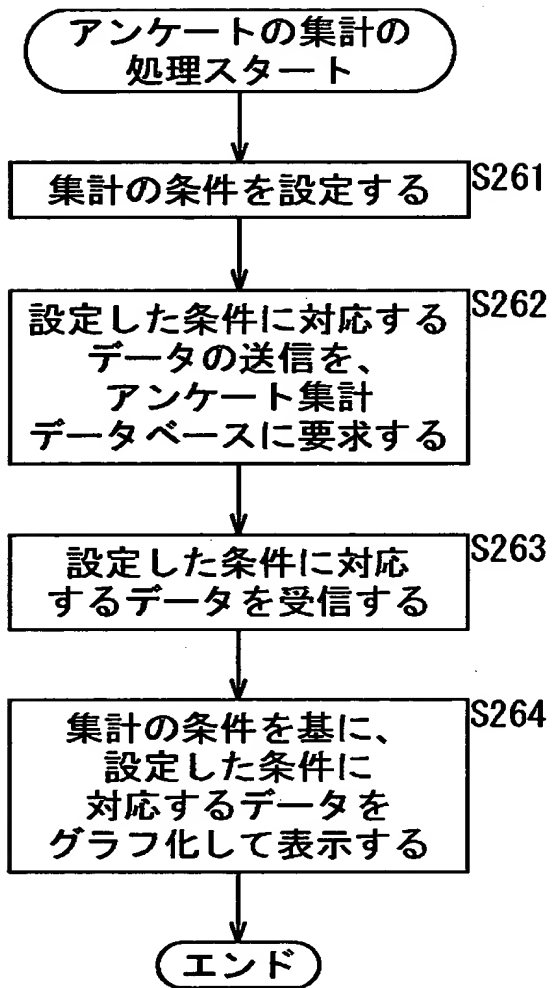 アンケートの集計の
処理スタート
集計の条件を設定する
S261
設定した条件に対応する
データの送信を、
アンケート集計
データベースに要求する
S262
設定した条件に対応
するデータを受信する
S263
集計の条件を基に、
設定した条件に
対応するデータを
グラフ化して表示する
S264
エンド